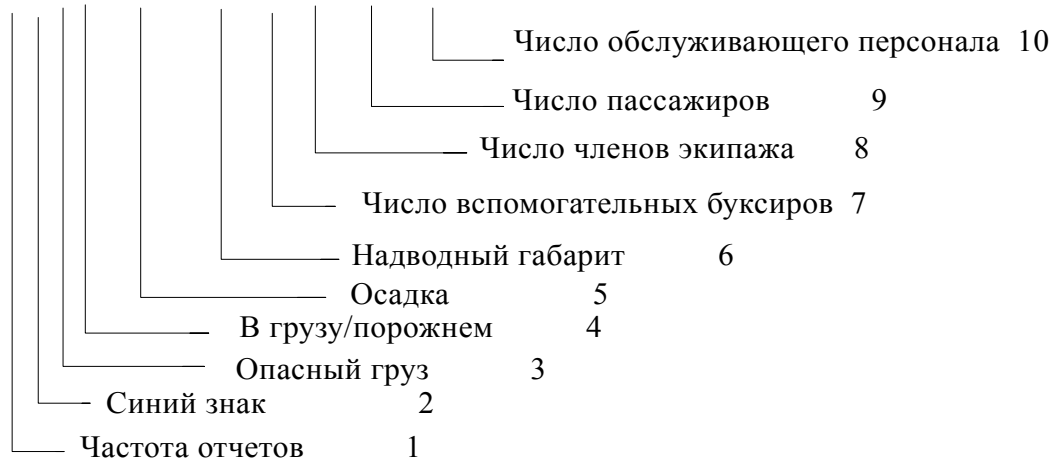 Число обслуживающего персонала 10
Число пассажиров 9
Число членов экипажа 8
Число вспомогательных буксиров 7
Надводный габарит 6
Осадка 5
В грузу/порожнем 4
Опасный груз 3
Синий знак 2
Частота отчетов 1